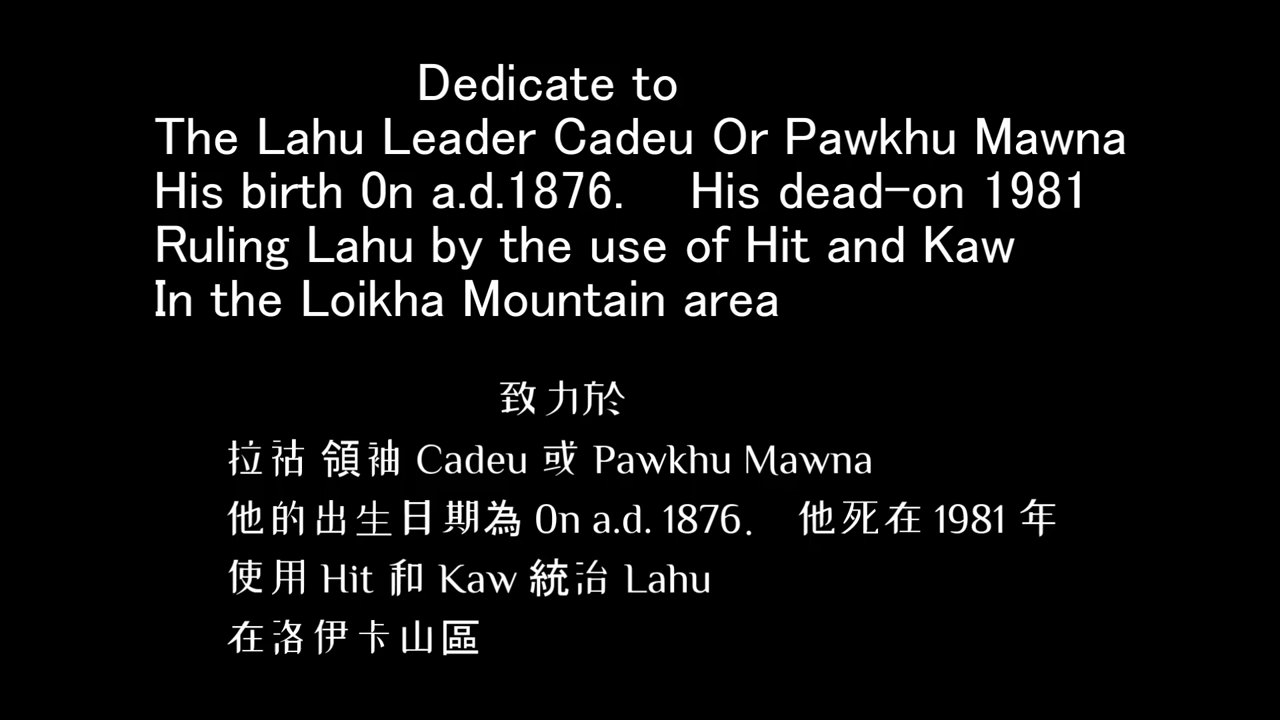 Dedicate to
The Lahu Leader Cadeu Or Pawkhu Mawna
His birth 0n a.d.1876. His dead-on 1981
Ruling Lahu by the use of Hit and Kaw
In the Loikha Mountain area
致力於
拉祜 領袖 Cadeu 或 Pawkhu Mawna
他的出生日期為 0n a.d. 1876. 他死在 1981 年
使用 Hit 和 Kaw 統治 Lahu
在洛伊卡山區